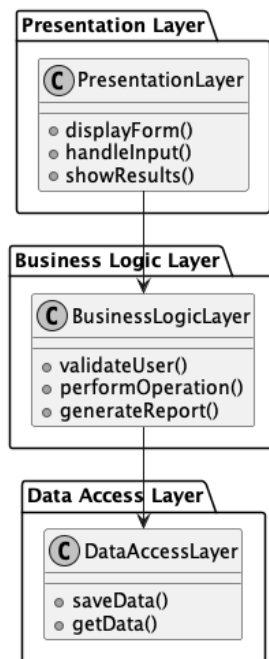 Presentation Layer
C PresentationLayer
displayForm()
handleInput()
showResults()
Business Logic Layer
C BusinessLogicLayer
validateUser()
performOperation()
generateReport()
Data Access Layer
C DataAccessLayer
saveData()
getData()